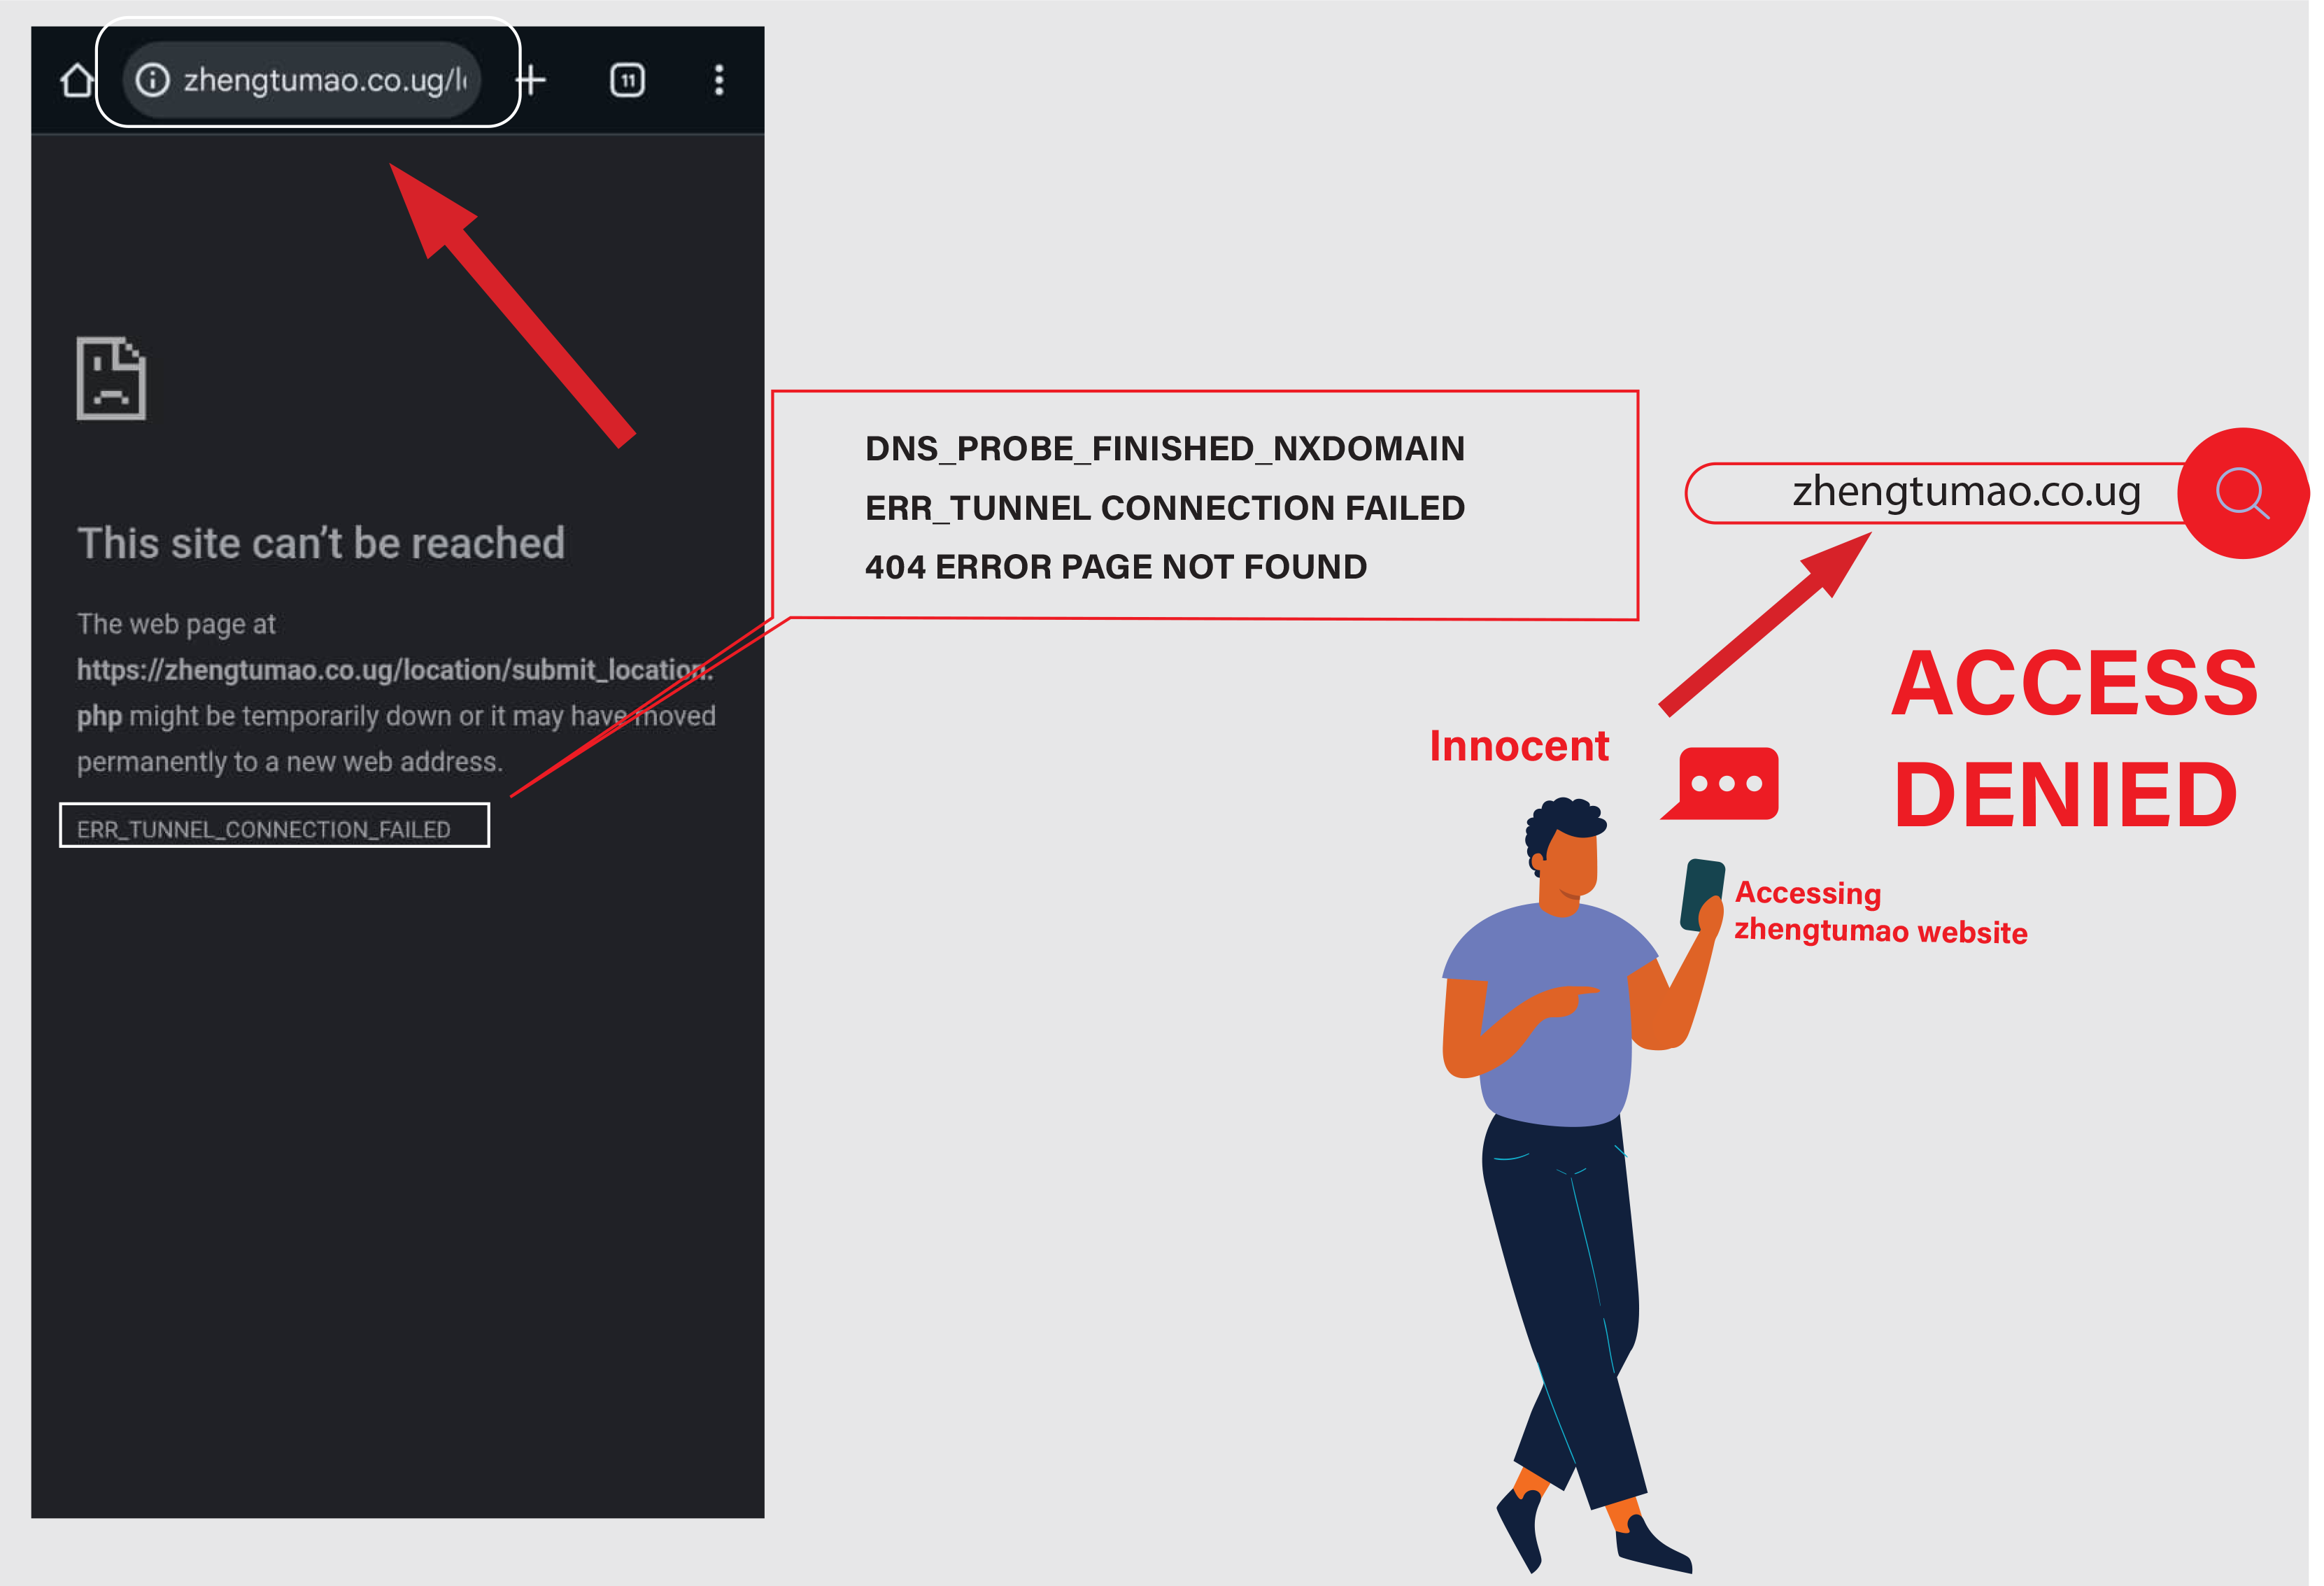 zhengtumao.co.ug/l
11
This site can’t be reached
The web page at
https://zhengtumao.co.ug/location/submit_location.
php might be temporarily down or it may have moved
permanently to a new web address.
ERR_TUNNEL_CONNECTION_FAILED
DNS_PROBE_FINISHED_NXDOMAIN
ERR_TUNNEL CONNECTION FAILED
404 ERROR PAGE NOT FOUND
zhengtumao.co.ug
ACCESS
DENIED
Innocent
Accessing
zhengtumao website